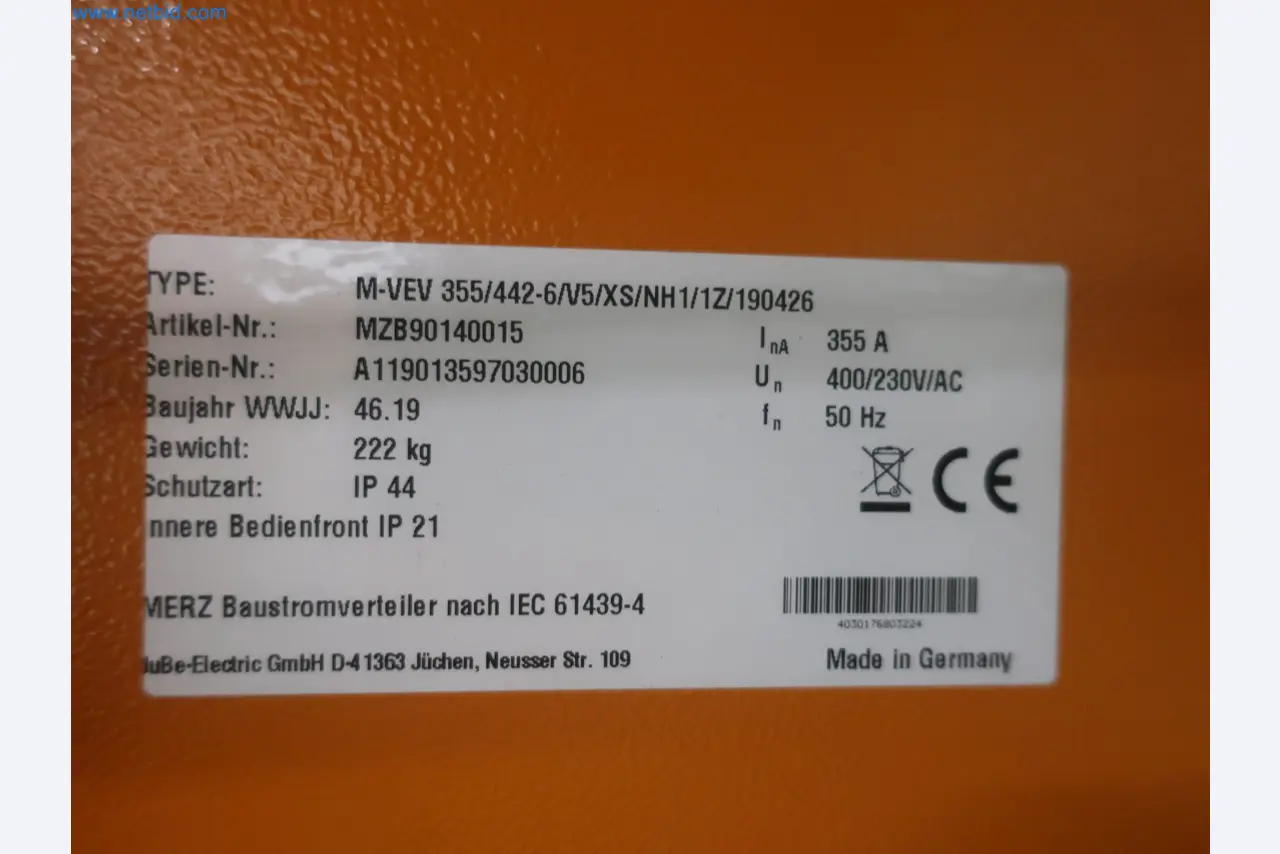 www.netbid.com
TYPE: M-VEV 355/442-6/V5/XS/NH1/1Z/190426
Artikel-Nr.: MZB90140015 InA 355 A
Serien-Nr.: A119013597030006 Un 400/230V/AC
Baujahr WWJJ: 46.19 fn 50 Hz
Gewicht: 222 kg
Schutzart: IP 44
Innere Bedienfront IP 21
CE
MERZ Baustromverteiler nach IEC 61439-4
4030176803224
GmbH D-41363 Jüchen, Neusser Str. 109 Made in Germany